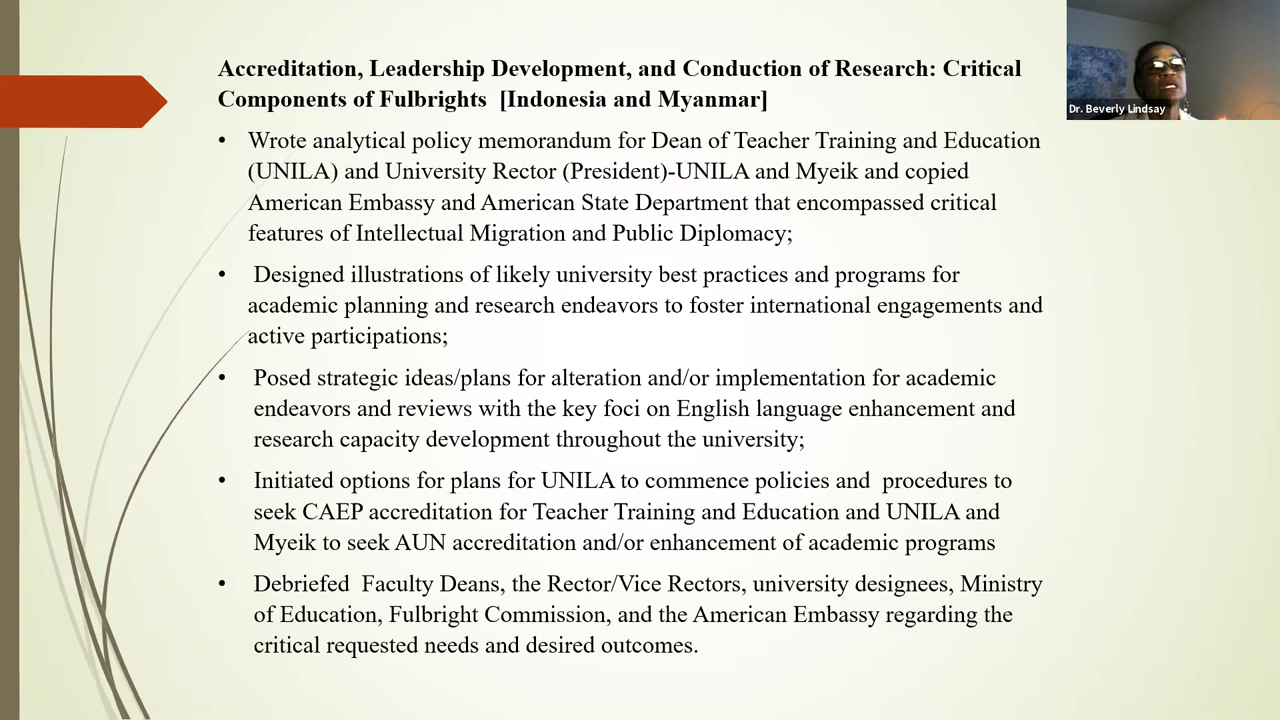 Accreditation, Leadership Development, and Conduction of Research: Critical
Components of Fulbrights [Indonesia and Myanmar]
• Wrote analytical policy memorandum for Dean of Teacher Training and Education
(UNILA) and University Rector (President)-UNILA and Myeik and copied
American Embassy and American State Department that encompassed critical
features of Intellectual Migration and Public Diplomacy;
• Designed illustrations of likely university best practices and programs for
academic planning and research endeavors to foster international engagements and
active participations;
• Posed strategic ideas/plans for alteration and/or implementation for academic
endeavors and reviews with the key foci on English language enhancement and
research capacity development throughout the university;
• Initiated options for plans for UNILA to commence policies and procedures to
seek CAEP accreditation for Teacher Training and Education and UNILA and
Myeik to seek AUN accreditation and/or enhancement of academic programs
• Debriefed Faculty Deans, the Rector/Vice Rectors, university designees, Ministry
of Education, Fulbright Commission, and the American Embassy regarding the
critical requested needs and desired outcomes.
Dr. Beverly Lindsay